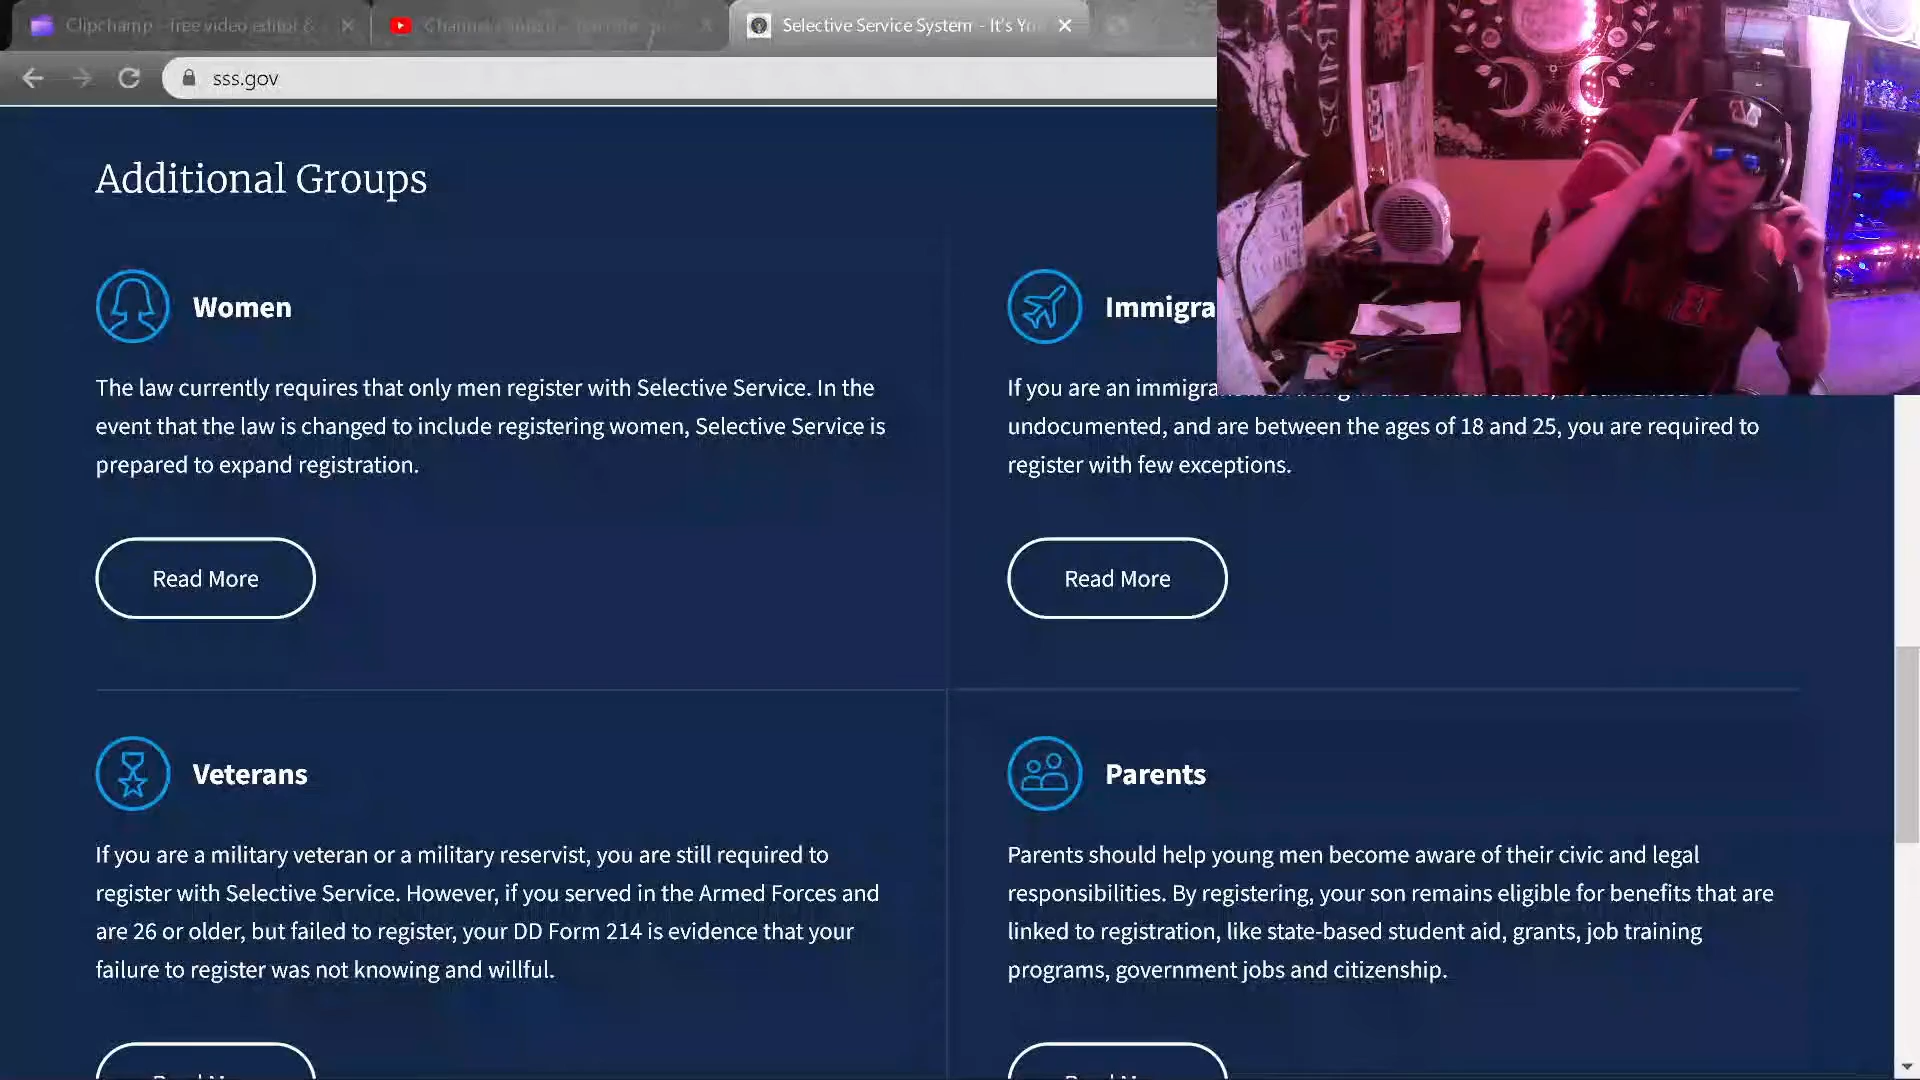 Clipchamp - free video editor &
Selective Service System - It's Yo
sss.gov
Additional Groups
Women
The law currently requires that only men register with Selective Service. In the
event that the law is changed to include registering women, Selective Service is
prepared to expand registration.
Read More
Immigra
If you are an immigra
undocumented, and are between the ages of 18 and 25, you are required to
register with few exceptions.
Read More
Veterans
If you are a military veteran or a military reservist, you are still required to
register with Selective Service. However, if you served in the Armed Forces and
are 26 or older, but failed to register, your DD Form 214 is evidence that your
failure to register was not knowing and willful.
Parents
Parents should help young men become aware of their civic and legal
responsibilities. By registering, your son remains eligible for benefits that are
linked to registration, like state-based student aid, grants, job training
programs, government jobs and citizenship.